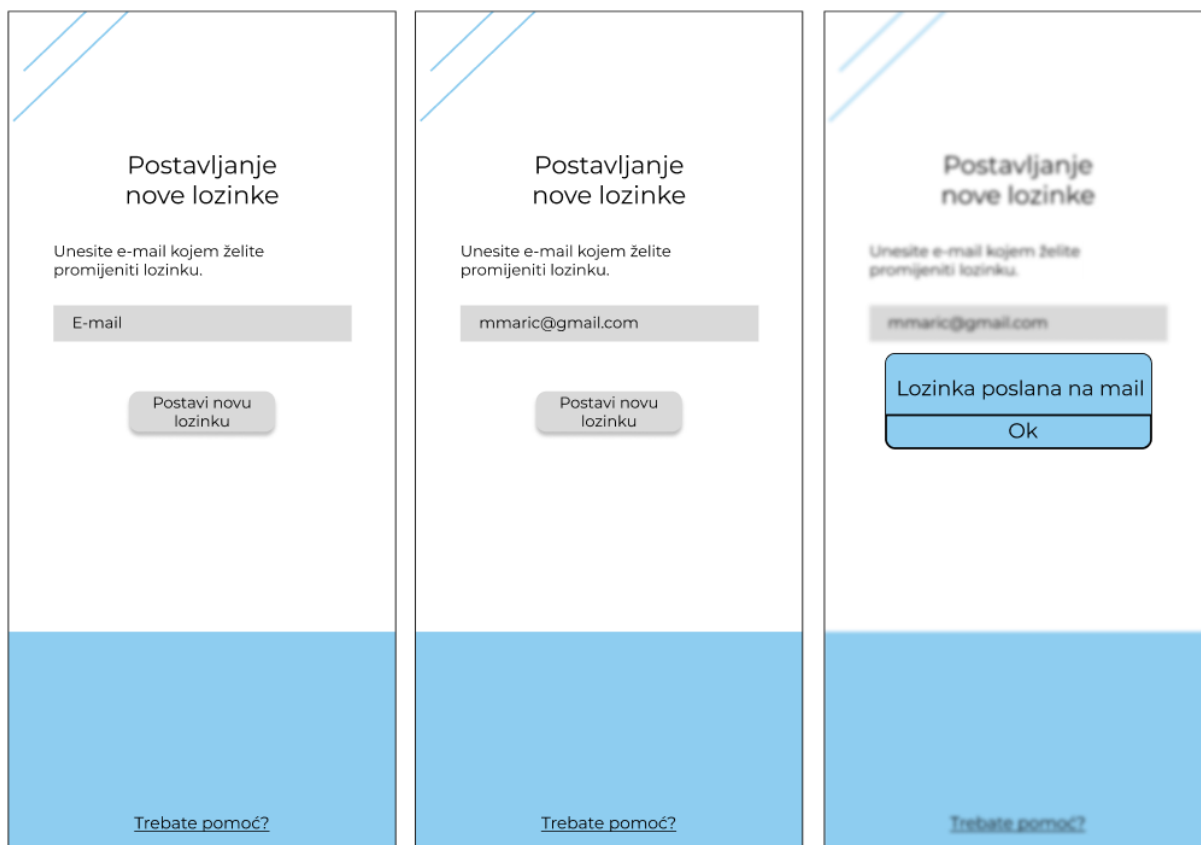 Postavljanje
nove lozinke
Unesite e-mail kojem želite
promijeniti lozinku.
E-mail
Postavi novu
lozinku
Trebate pomoć?
Postavljanje
nove lozinke
Unesite e-mail kojem želite
promijeniti lozinku.
mmaric@gmail.com
Postavi novu
lozinku
Trebate pomoć?
Postavljanje
nove lozinke
Unesite e-mail kojem želite
promijeniti lozinku.
mmaric@gmail.com
Lozinka poslana na mail
Ok
Trebate pomoć?